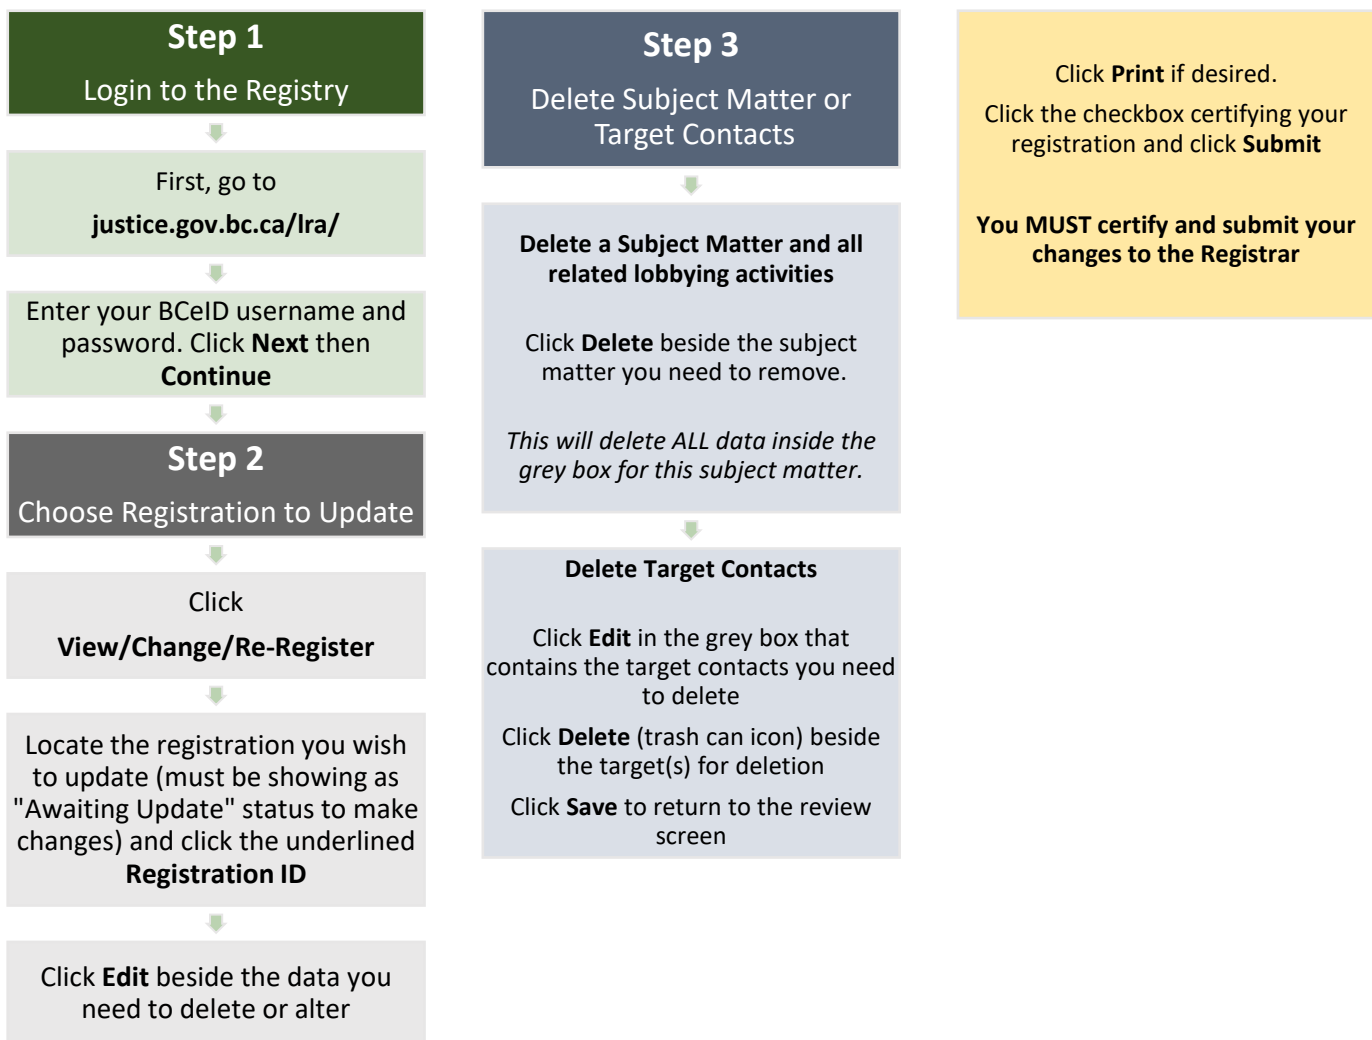 Step 1
Login to the Registry
First, go to
justice.gov.bc.ca/lra/
Enter your BCeID username and
password. Click Next then
Continue
Step 2
Choose Registration to Update
Click
View/Change/Re-Register
Locate the registration you wish
to update (must be showing as
"Awaiting Update" status to make
changes) and click the underlined
Registration ID
Click Edit beside the data you
need to delete or alter
Step 3
Delete Subject Matter or
Target Contacts
Delete a Subject Matter and all
related lobbying activities
Click Delete beside the subject
matter you need to remove.
This will delete ALL data inside the
grey box for this subject matter.
Delete Target Contacts
Click Edit in the grey box that
contains the target contacts you need
to delete
Click Delete (trash can icon) beside
the target(s) for deletion
Click Save to return to the review
screen
Click Print if desired.
Click the checkbox certifying your
registration and click Submit
You MUST certify and submit your
changes to the Registrar